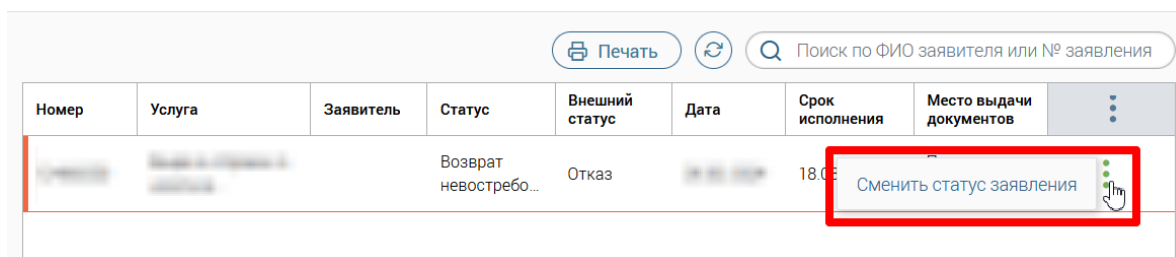 Печать
Поиск по ФИО заявителя или № заявления
Номер
Услуга
Заявитель
Статус
Внешний
статус
Дата
Срок
исполнения
Место выдачи
документов
Возврат
невостребо...
Отказ
Сменить статус заявления